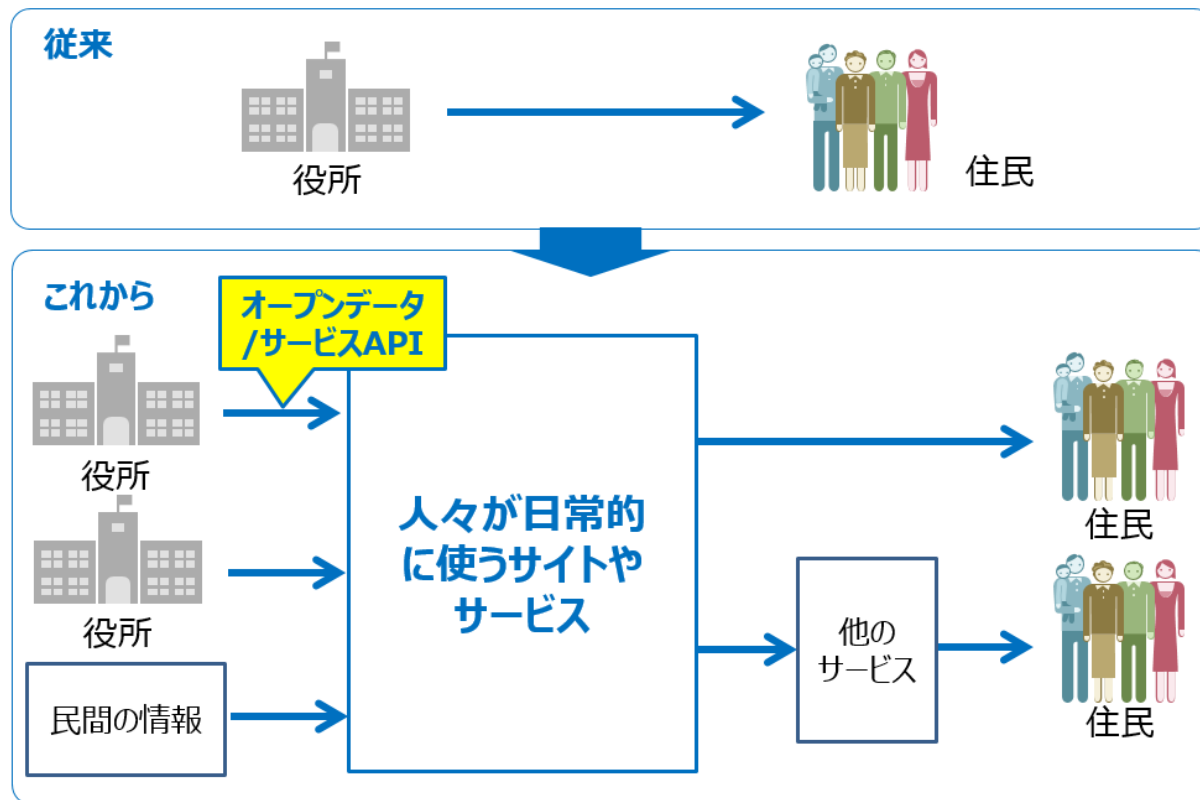 従来
役所
住民
これから
オープンデータ
/サービスAPI
役所
役所
民間の情報
人々が日常的
に使うサイトや
サービス
他の
サービス
住民
住民